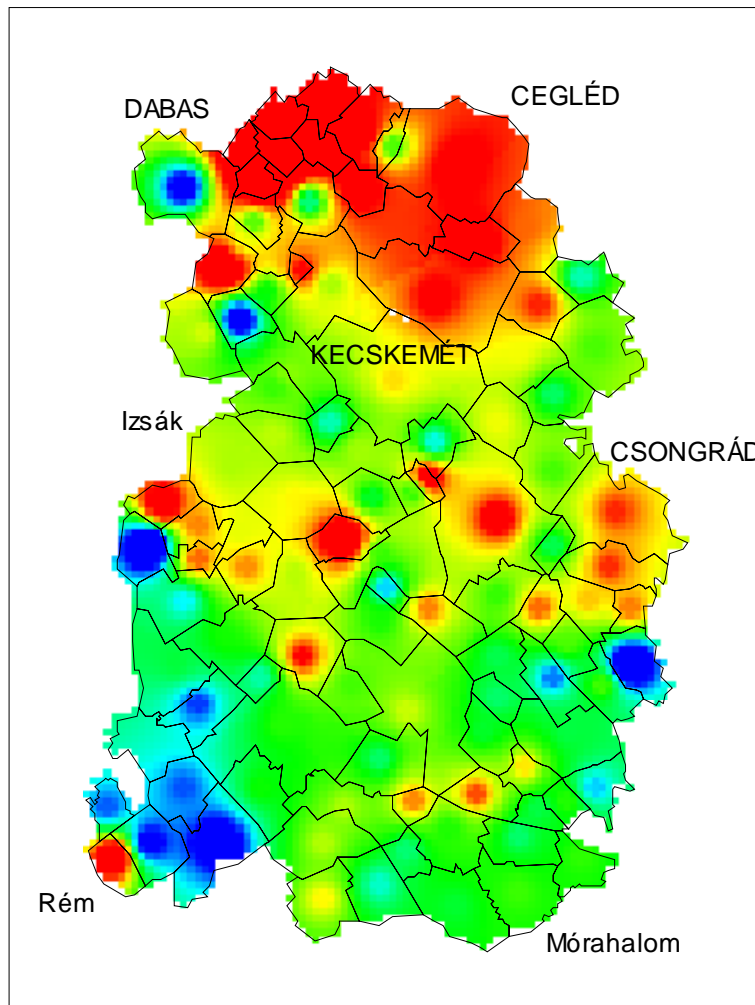 CEGLÉD
DABAS
KECSKEMÉT
Izsák
CSONGRÁD
Rém
Mórahalom